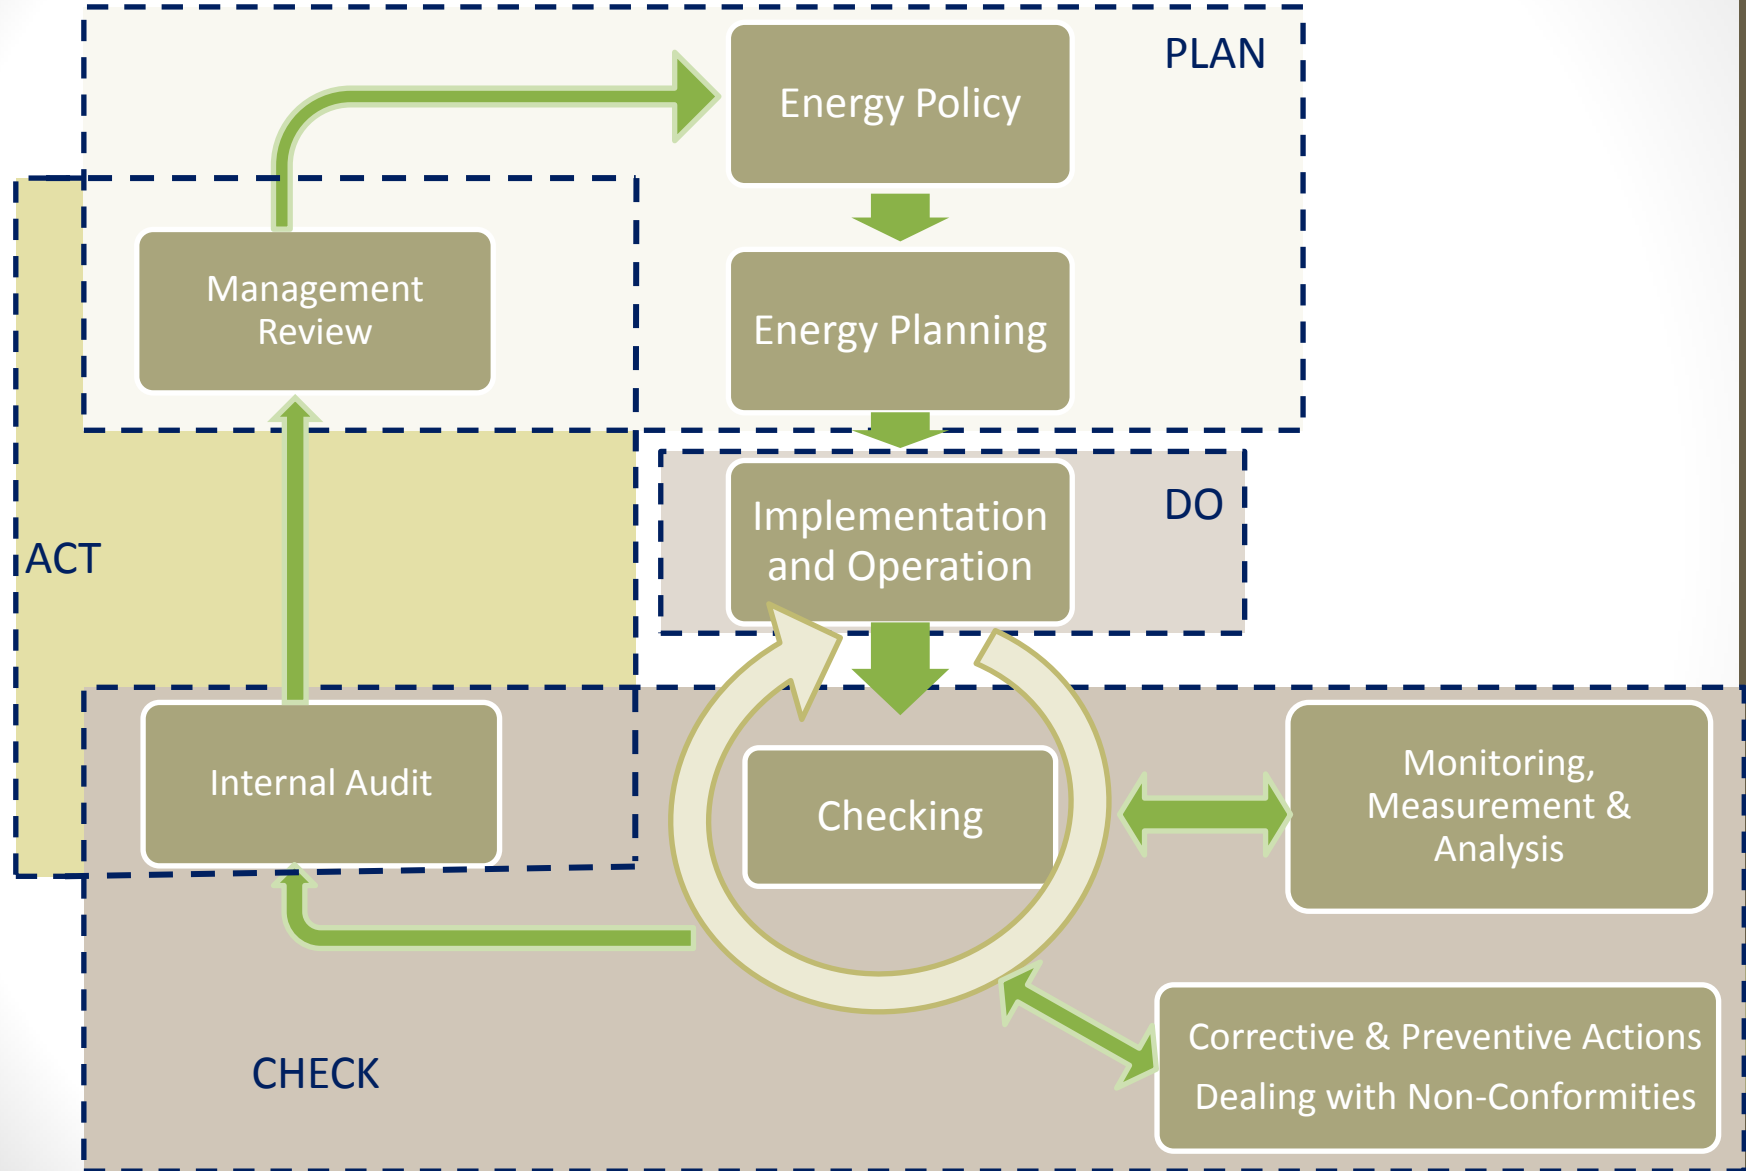 PLAN
Energy Policy
Management
Review
Energy Planning
DO
Implementation
and Operation
ACT
Internal Audit
Checking
Monitoring,
Measurement &
Analysis
CHECK
Corrective & Preventive Actions
Dealing with Non-Conformities